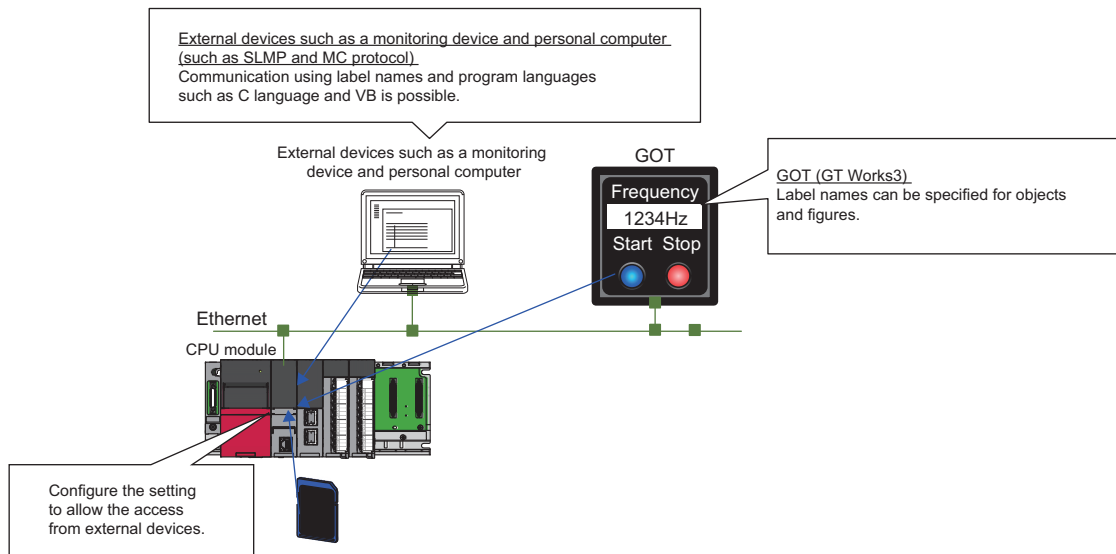 External devices such as a monitoring device and personal computer
(such as SLMP and MC protocol)
Communication using label names and program languages
such as C language and VB is possible.
External devices such as a monitoring
device and personal computer
GOT
Frequency
1234Hz
Start Stop
GOT (GT Works3)
Label names can be specified for objects
and figures.
Ethernet
CPU module
Configure the setting
to allow the access
from external devices.